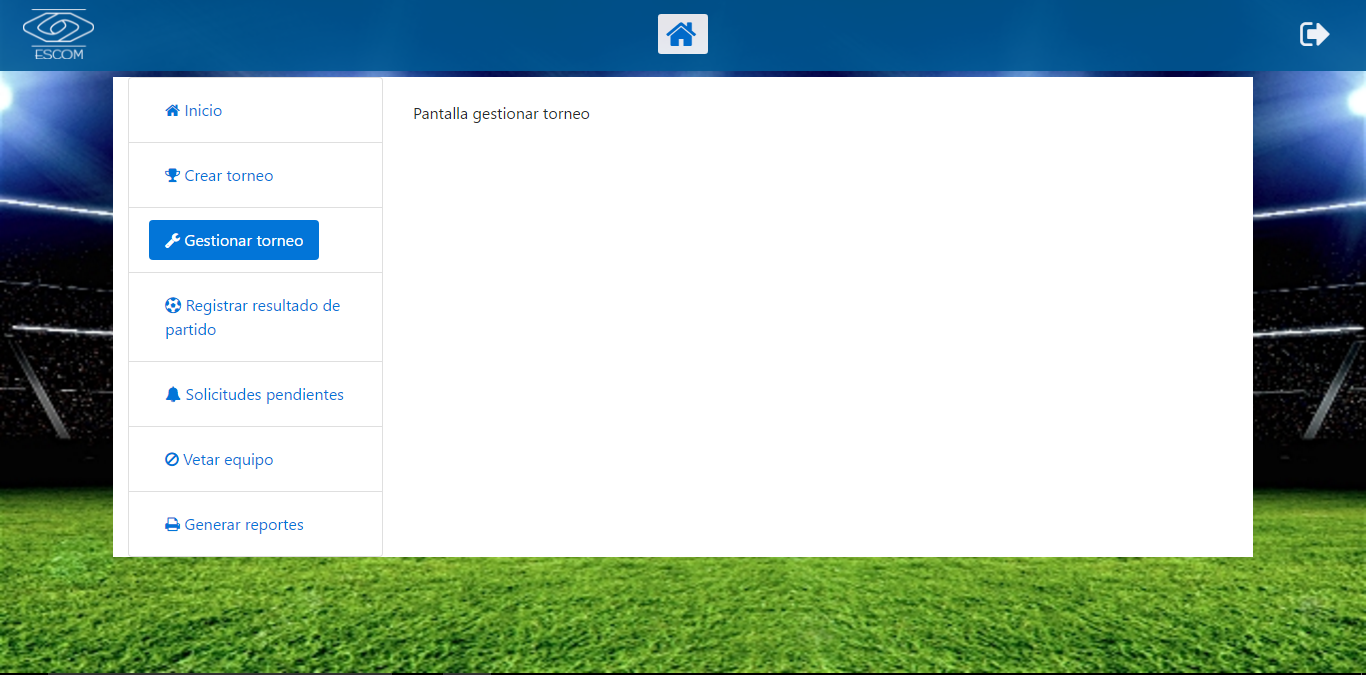 ESCOM
Inicio
Crear torneo
Gestionar torneo
Registrar resultado de
partido
Solicitudes pendientes
Vetar equipo
Generar reportes
Pantalla gestionar torneo